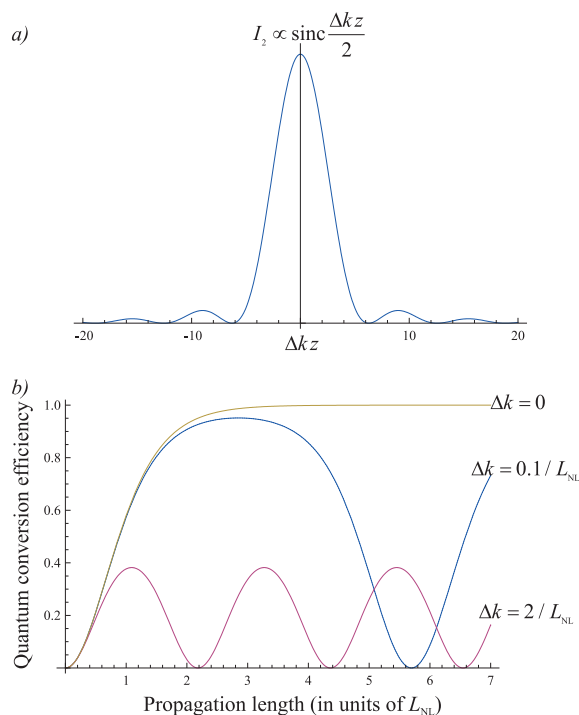 a)
I₂ ∝ sinc Δkz/2
-20 -10 0 10 20
Δkz
b)
Quantum conversion efficiency
1.0
0.8
0.6
0.4
0.2
Δk = 0
Δk = 0.1 / L_NL
Δk = 2 / L_NL
1 2 3 4 5 6 7
Propagation length (in units of L_NL)